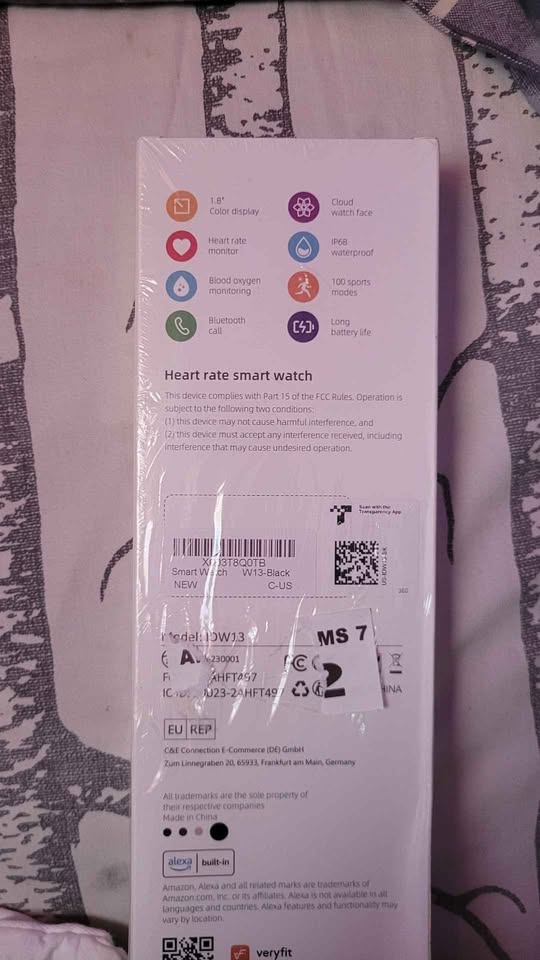 1.8"
Color display
Cloud
watch face
Heart rate
monitor
IP68
waterproof
Blood oxygen
monitoring
100 sports
modes
Bluetooth
call
Long
battery life
Heart rate smart watch
This device complies with Part 15 of the FCC Rules. Operation is
subject to the following two conditions:
(1) this device may not cause harmful interference, and
(2) this device must accept any interference received, including
interference that may cause undesired operation.
Scan with the
Transparency App
Smart Watch W13-Black
NEW C-US
360
Model: IDW13
MS 7
A.
230001
2
AHFT497
EU REP
C&E Connection E-Commerce (DE) GmbH
Zum Linnegraben 20, 65933, Frankfurt am Main, Germany
All trademarks are the sole property of
their respective companies
Made in China
alexa built-in
Amazon, Alexa and all related marks are trademarks of
Amazon.com, Inc. or its affiliates. Alexa is not available in all
languages and countries. Alexa features and functionality may
vary by location.
veryfit